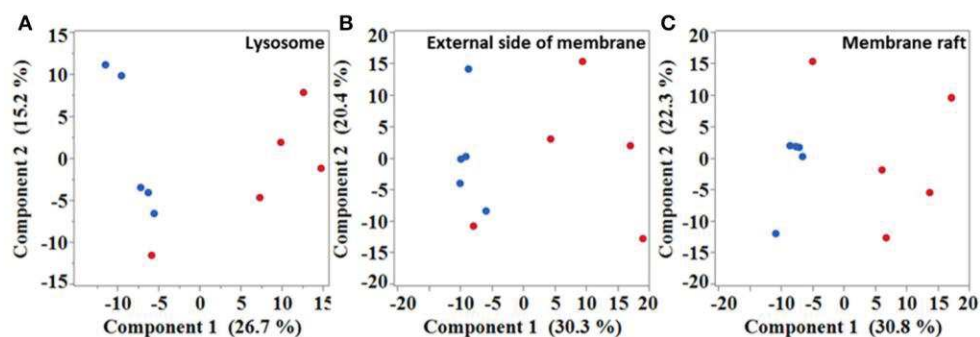 A
Lysosome
15
10
5
0
-5
-10
-15
Component 2 (15.2 %)
-10 -5 0 5 10 15
Component 1 (26.7 %)
B
External side of membrane
20
15
10
5
0
-5
-10
-15
-20
Component 2 (20.4 %)
-20 -10 -5 0 5 10 15 20
Component 1 (30.3 %)
C
Membrane raft
20
15
10
5
0
-5
-10
-15
-20
Component 2 (22.3 %)
-20 -10 -5 0 5 10 15 20
Component 1 (30.8 %)